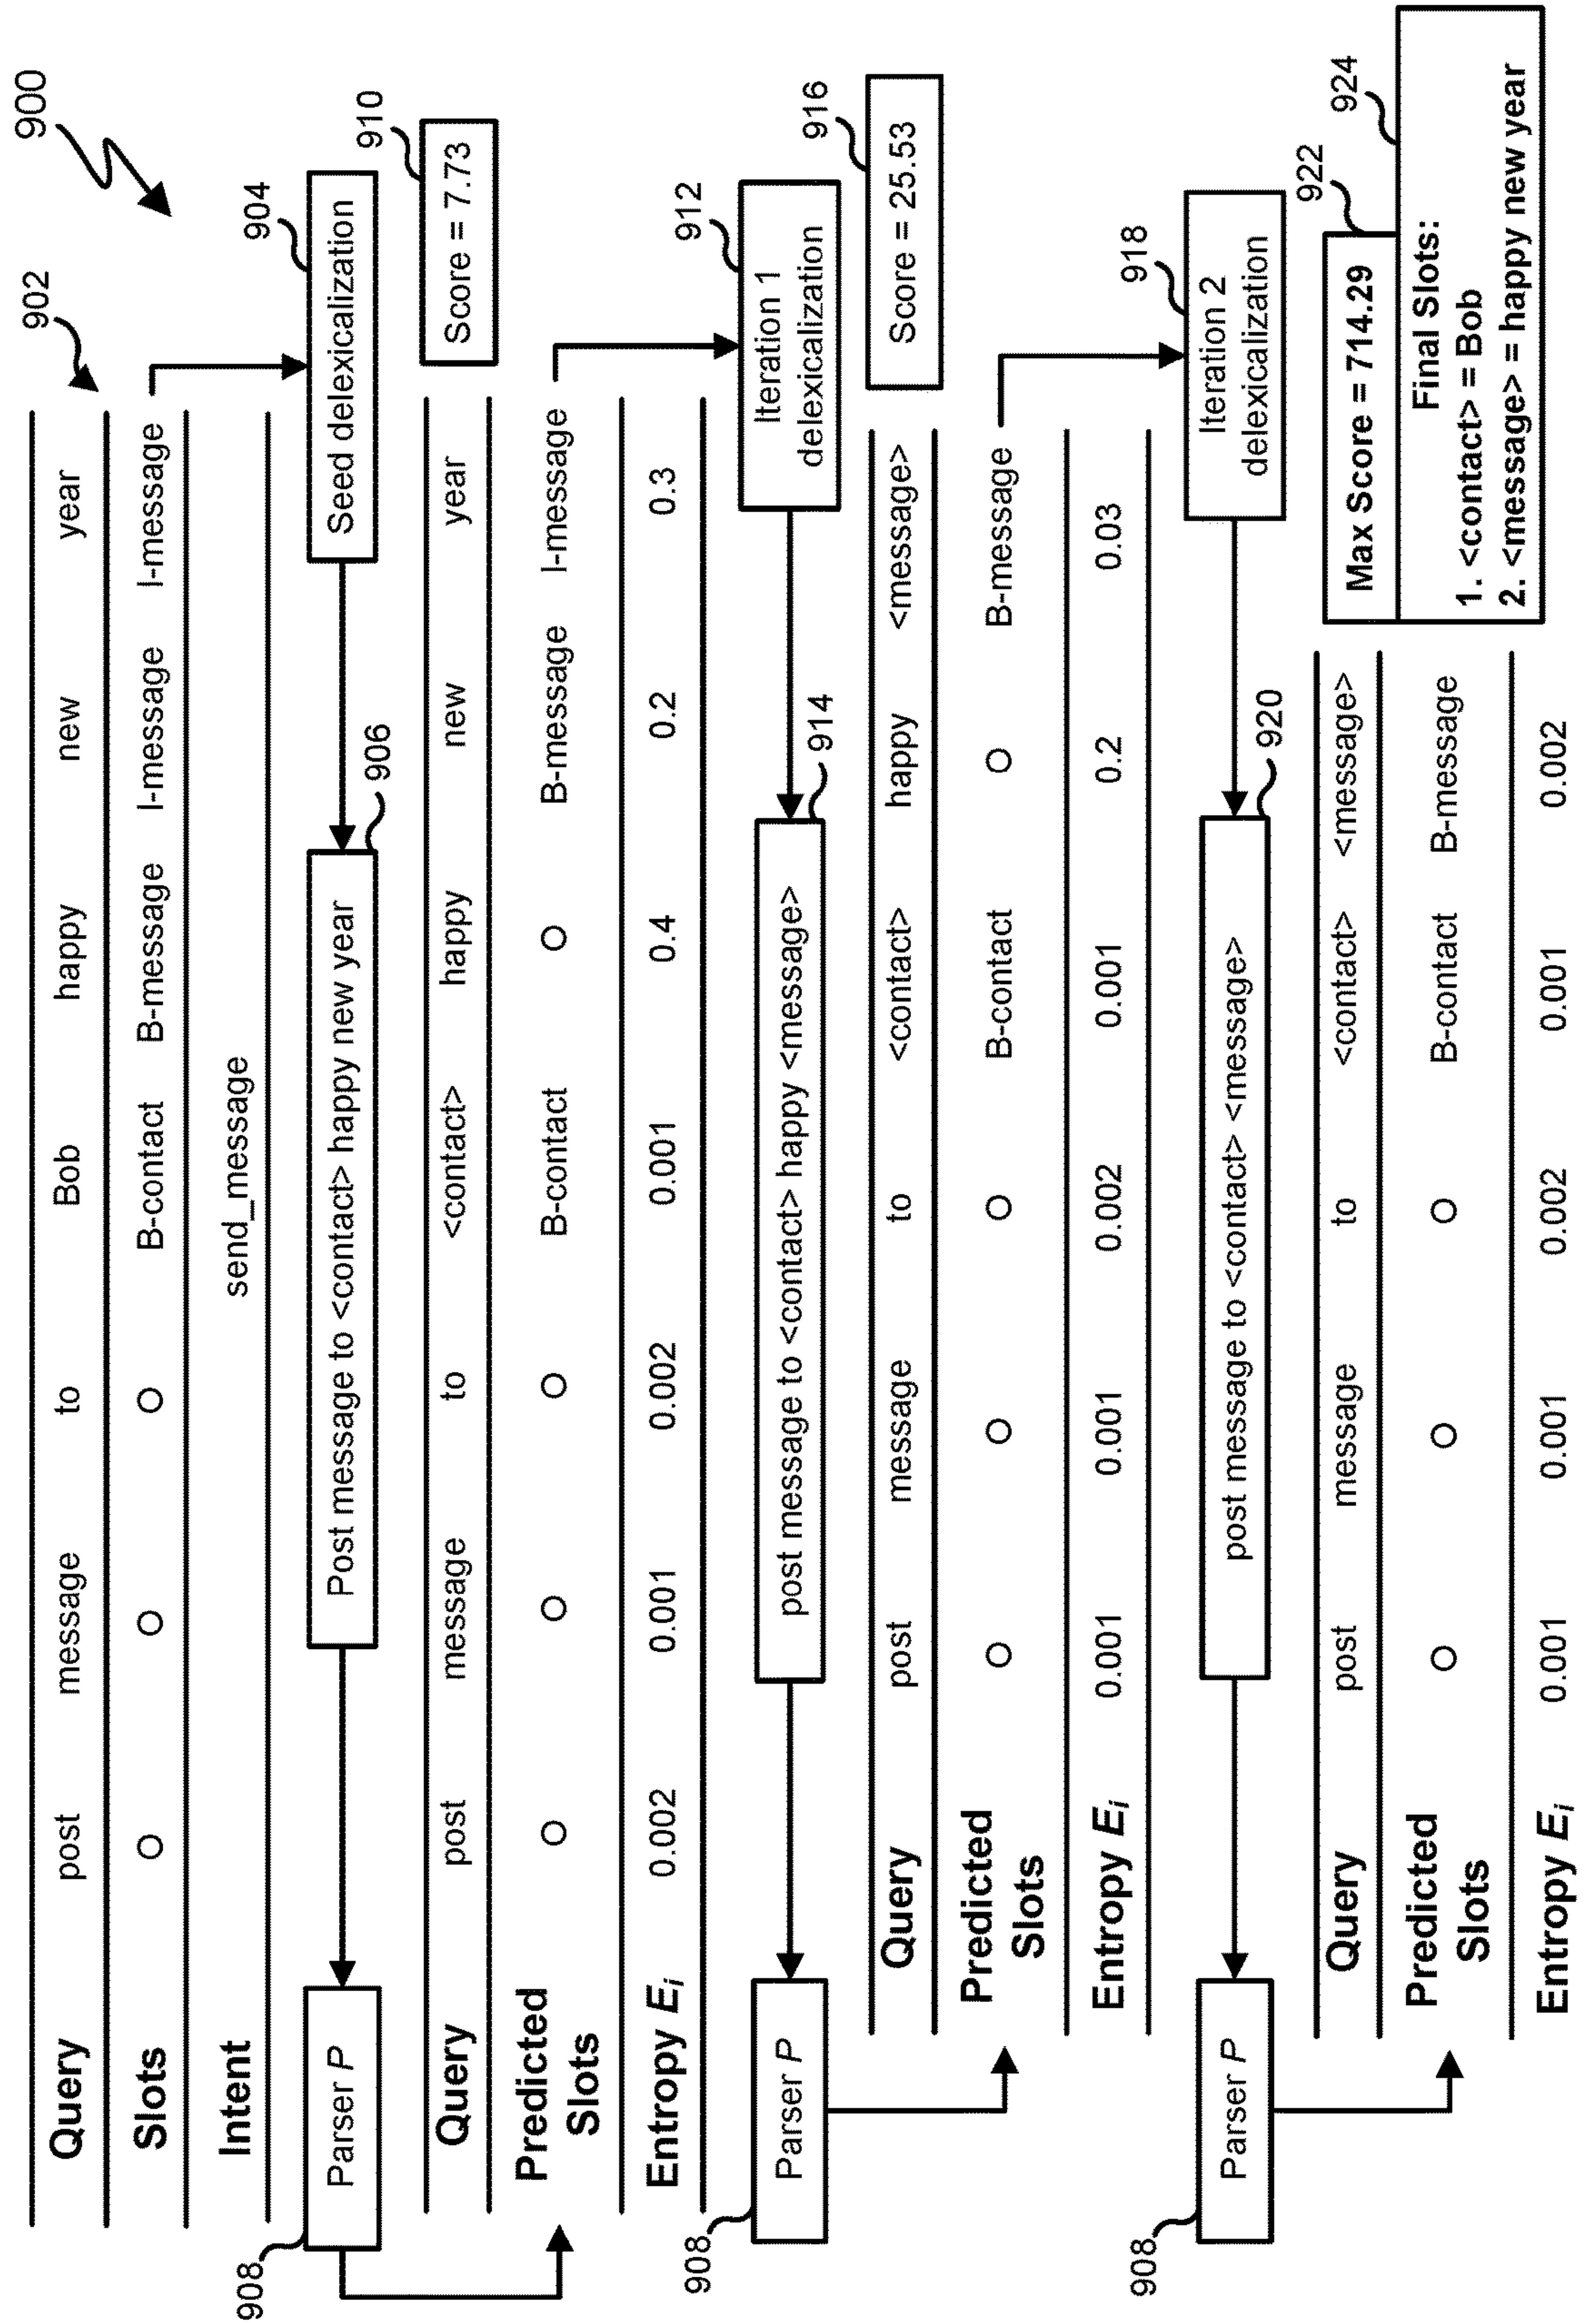 900
902
Query post message to Bob happy new year
Slots O O O B-contact B-message I-message I-message
Intent send_message
904
Seed delexicalization
906
Post message to <contact> happy new year
Parser P
908
910
Score = 7.73
Query post message to <contact> happy new year
Predicted Slots O O O B-contact O B-message I-message
Entropy Ei 0.002 0.001 0.002 0.001 0.4 0.2 0.3
912
Iteration 1
delexicalization
914
post message to <contact> happy <message>
Parser P
908
916
Score = 25.53
Query post message to <contact> happy <message>
Predicted Slots O O O B-contact O B-message
Entropy Ei 0.001 0.001 0.002 0.001 0.2 0.03
918
Iteration 2
delexicalization
920
post message to <contact> <message>
Parser P
908
922
Max Score = 714.29
924
Final Slots:
1. <contact> = Bob
2. <message> = happy new year
Query post message to <contact> <message>
Predicted Slots O O O B-contact B-message
Entropy Ei 0.001 0.001 0.002 0.001 0.002